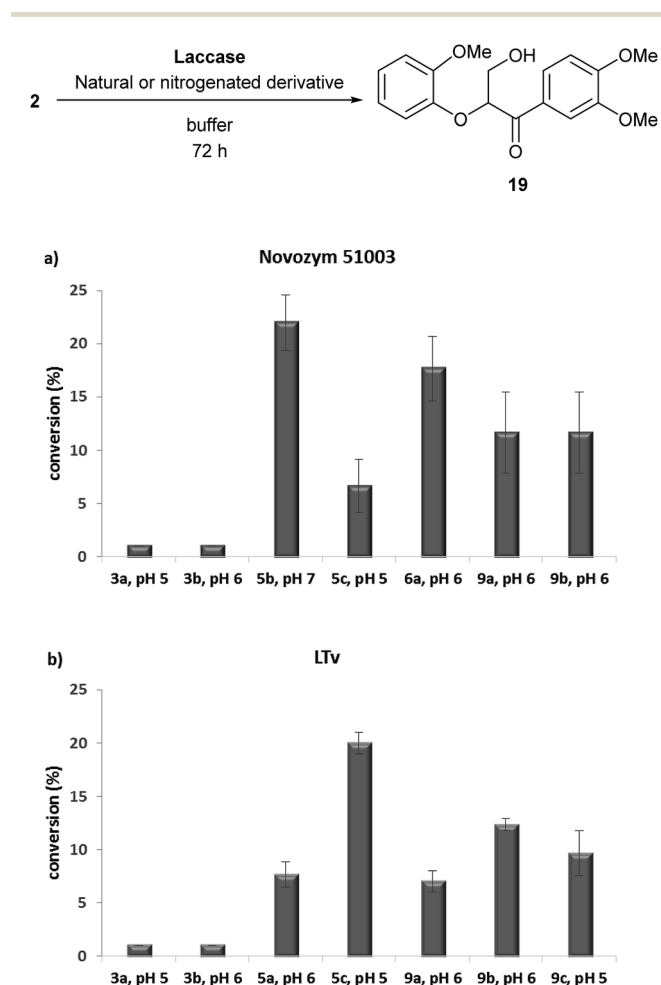 Laccase
Natural or nitrogenated derivative
2
buffer
72 h
OMe
OH
OMe
O
O
OMe
19
a)
Novozym 51003
conversion (%)
25
20
15
10
5
0
3a, pH 5 3b, pH 6 5b, pH 7 5c, pH 5 6a, pH 6 9a, pH 6 9b, pH 6
b)
LTv
conversion (%)
25
20
15
10
5
0
3a, pH 5 3b, pH 6 5a, pH 6 5c, pH 5 9a, pH 6 9b, pH 6 9c, pH 5